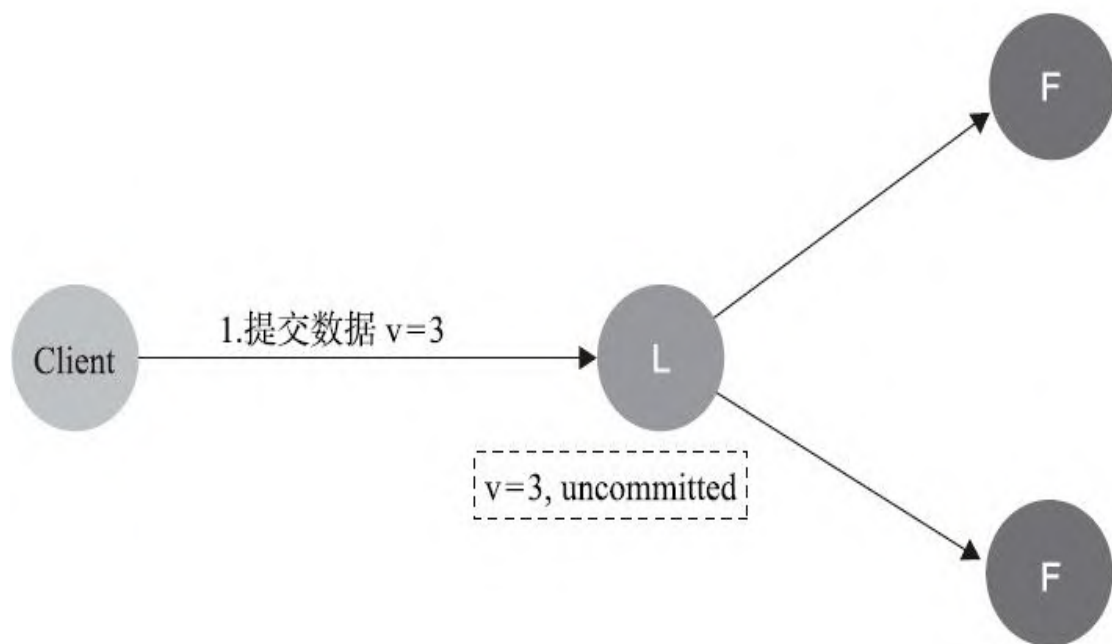 F
1.提交数据 v=3
Client
L
v=3, uncommitted
F